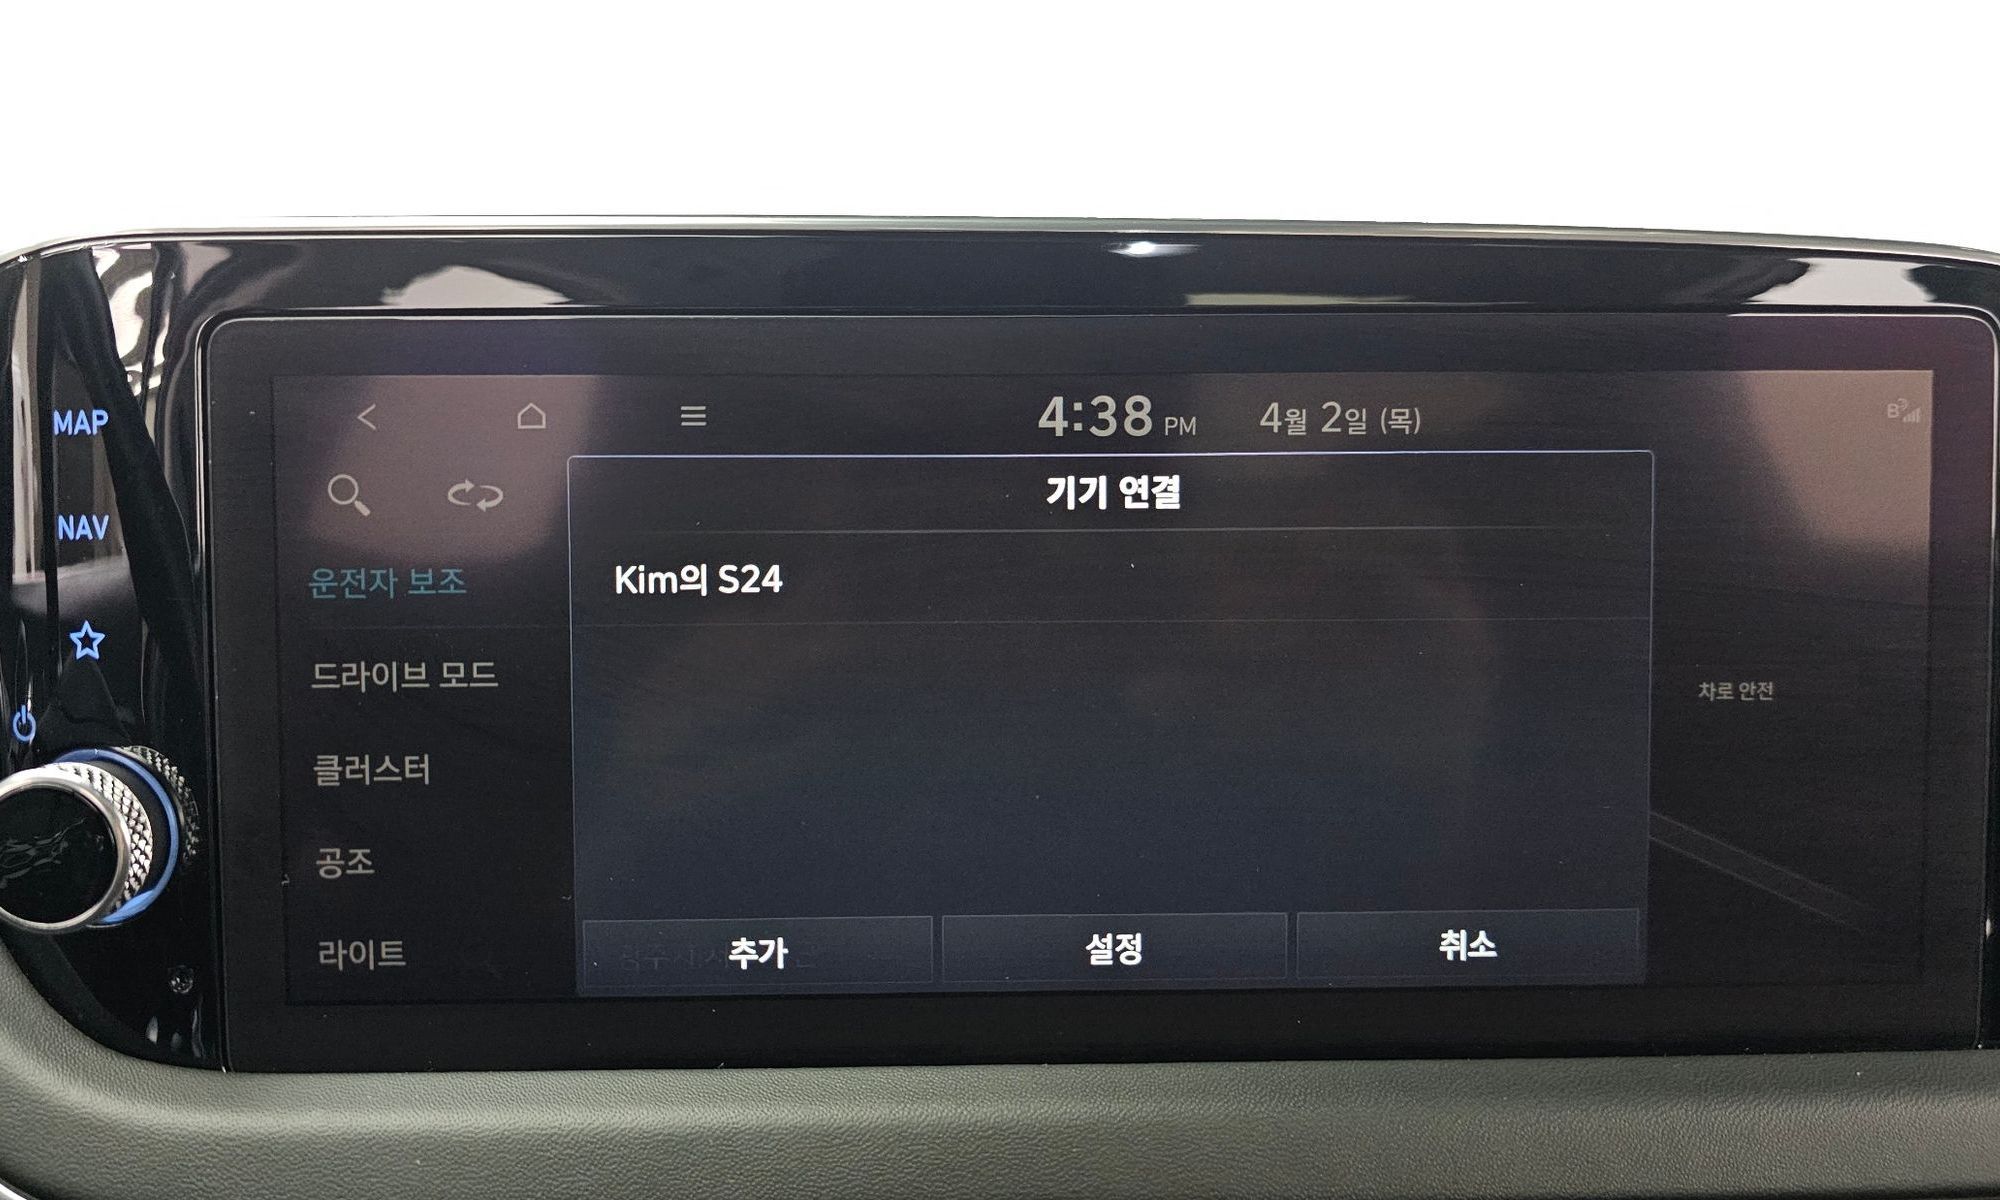 MAP
NAV
4:38 PM 4월 2일 (목)
기기 연결
Kim의 S24
운전자 보조
드라이브 모드
클러스터
공조
라이트
차로 안전
추가
설정
취소